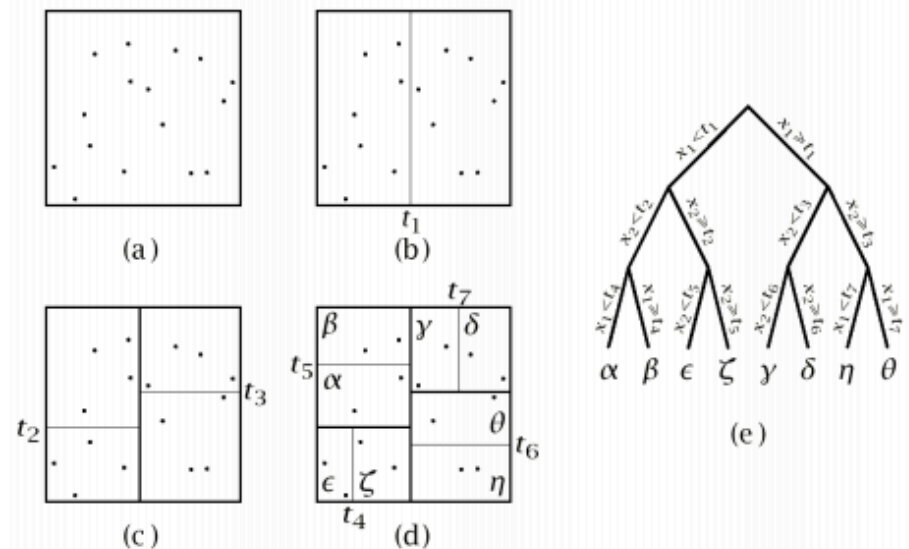 t₁
(a)
(b)
x₁<t₁
x₁≥t₁
x₂<t₂
x₂≥t₂
x₂<t₃
x₂≥t₃
x₁<t₄
x₁≥t₄
x₂<t₅
x₂≥t₅
x₂<t₆
x₂≥t₆
x₁<t₇
x₁≥t₇
α β ϵ ζ γ δ η θ
(e)
t₂
t₃
(c)
t₇
β γ δ
t₅
α
θ
t₆
ϵ ζ η
t₄
(d)